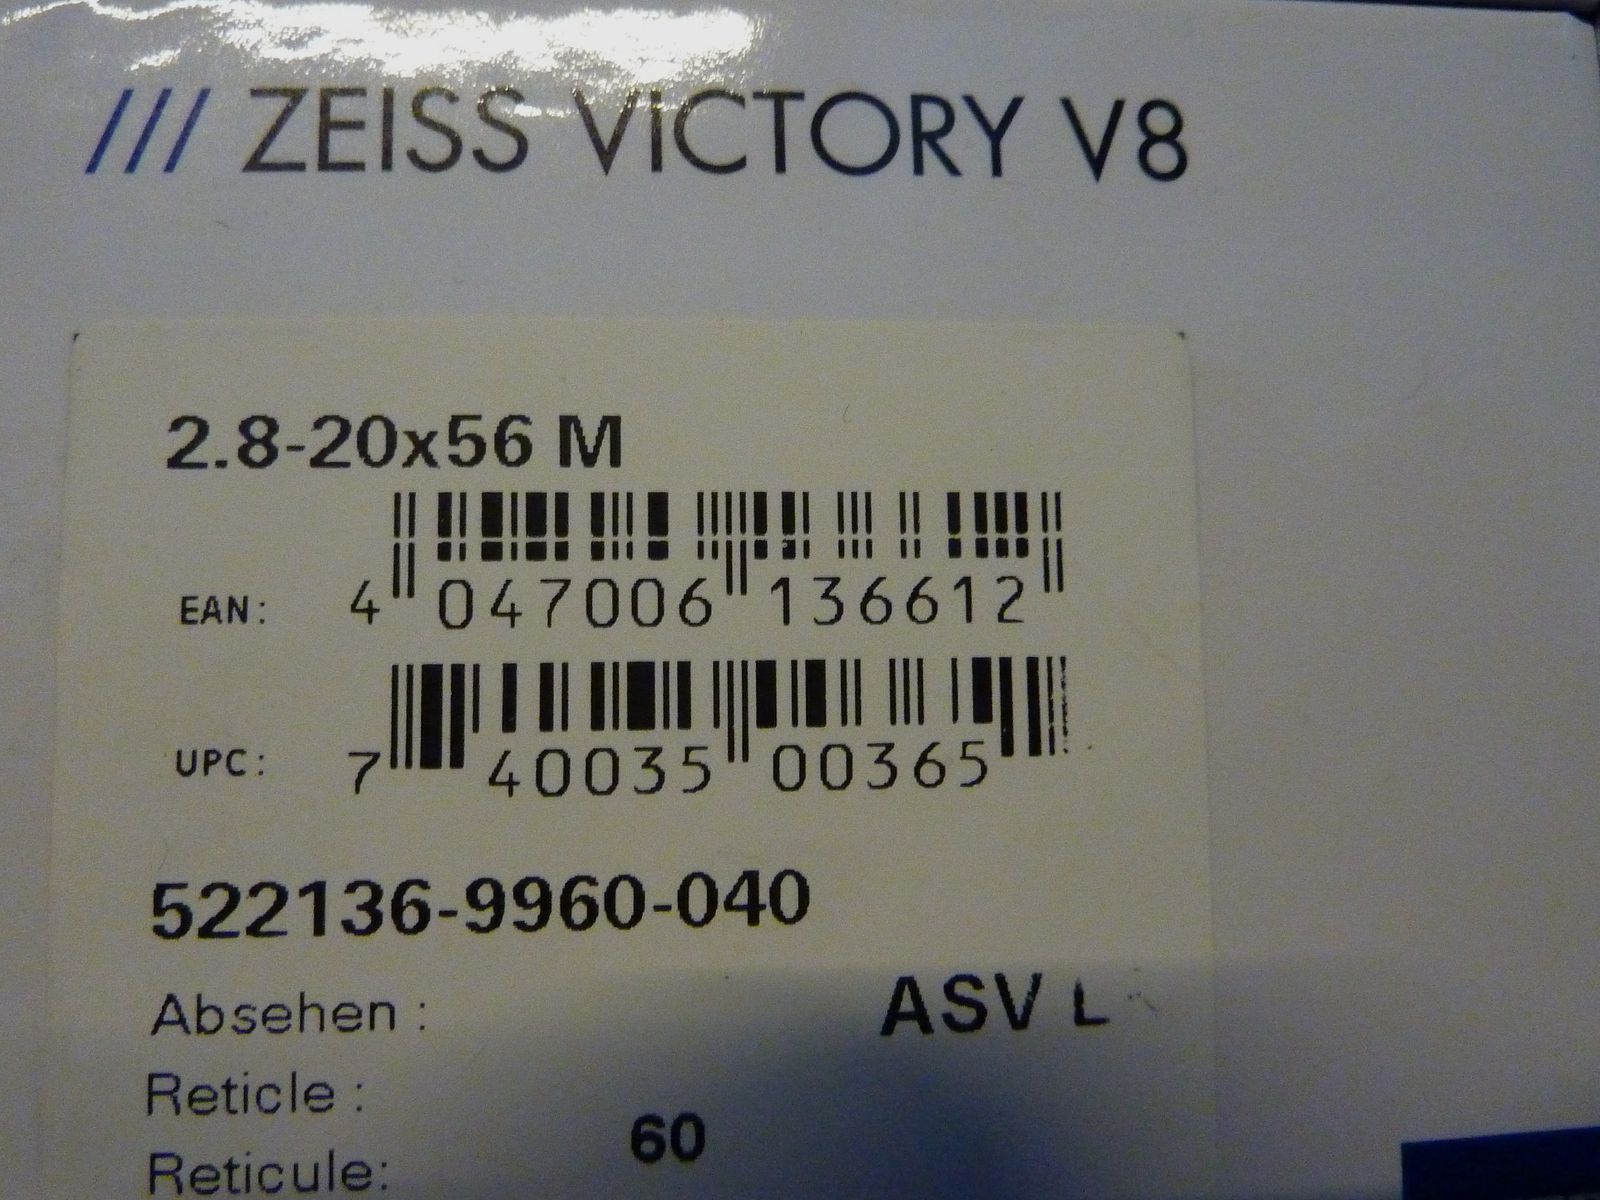 /// ZEISS ViCTORY V8
2.8-20x56 M
EAN: 4 047006 136612
UPC: 7 40035 00365
522136-9960-040
Absehen : ASV L
Reticle :
60
Reticule: